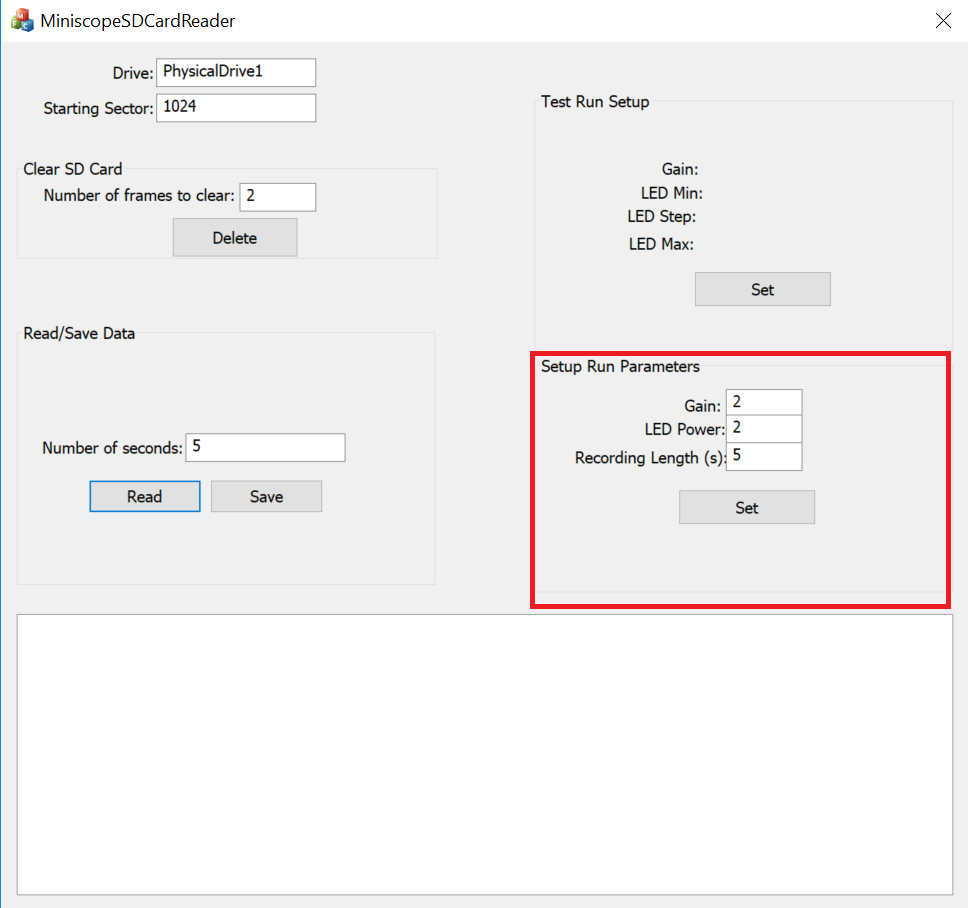 MiniscopeSDCardReader
Drive: PhysicalDrive1
Starting Sector: 1024
Clear SD Card
Number of frames to clear: 2
Delete
Read/Save Data
Number of seconds: 5
Read Save
Test Run Setup
Gain:
LED Min:
LED Step:
LED Max:
Set
Setup Run Parameters
Gain: 2
LED Power: 2
Recording Length (s): 5
Set